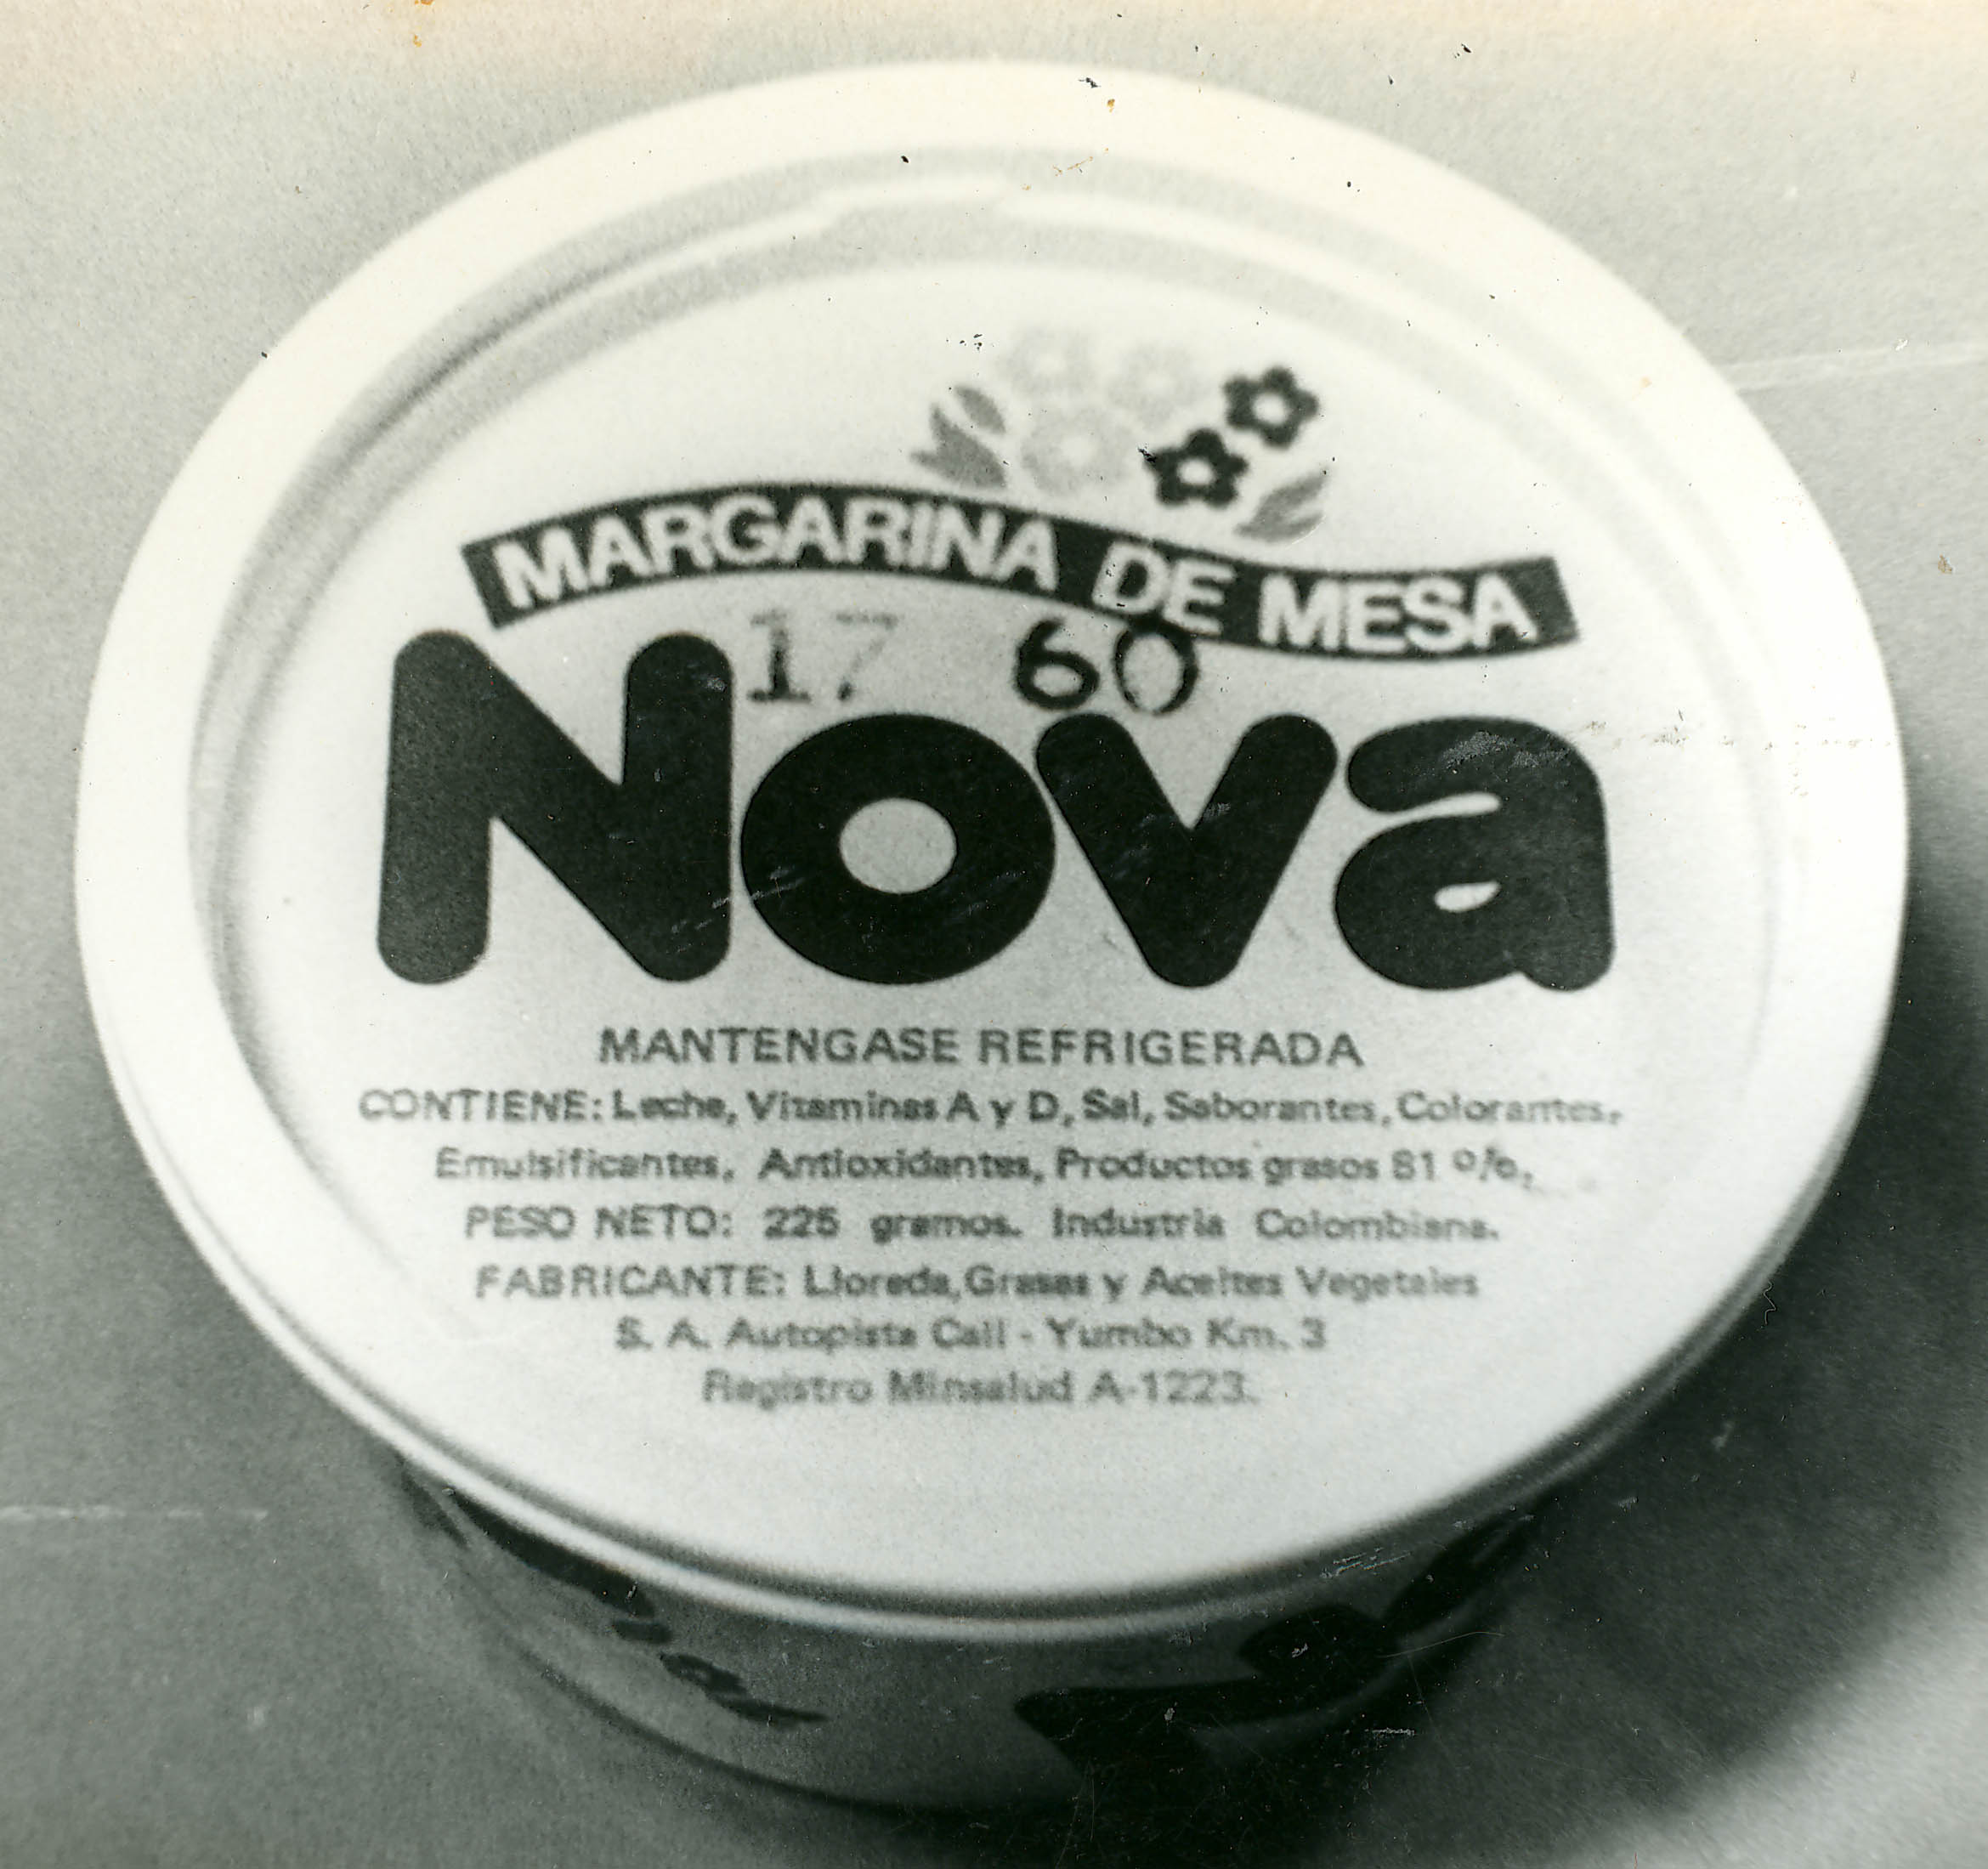 MARGARINA DE MESA
17 60
Nova
MANTENGASE REFRIGERADA
CONTIENE: Leche, Vitaminas A y D, Sal, Saborantes, Colorantes,
Emulsificantes, Antioxidantes, Productos grasos 81 %,
PESO NETO: 225 gramos. Industria Colombiana.
FABRICANTE: Lloreda, Grasas y Aceites Vegetales
S. A. Autopista Cali - Yumbo Km. 3
Registro Minsalud A-1223.